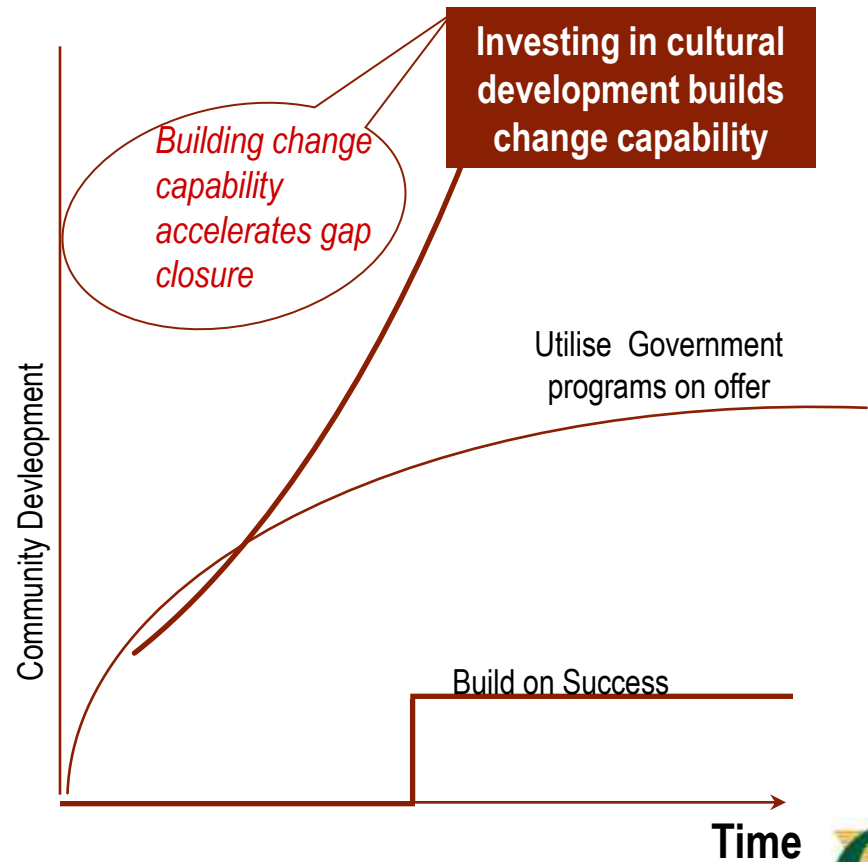 Investing in cultural
development builds
change capability
Building change
capability
accelerates gap
closure
Utilise Government
programs on offer
Community Devleopment
Build on Success
Time